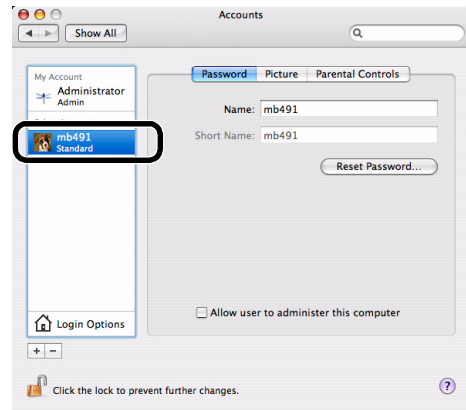 Accounts
Show All
My Account
Administrator
Admin
mb491
Standard
Login Options
+ −
Password Picture Parental Controls
Name: mb491
Short Name: mb491
Reset Password...
Allow user to administer this computer
Click the lock to prevent further changes.
?